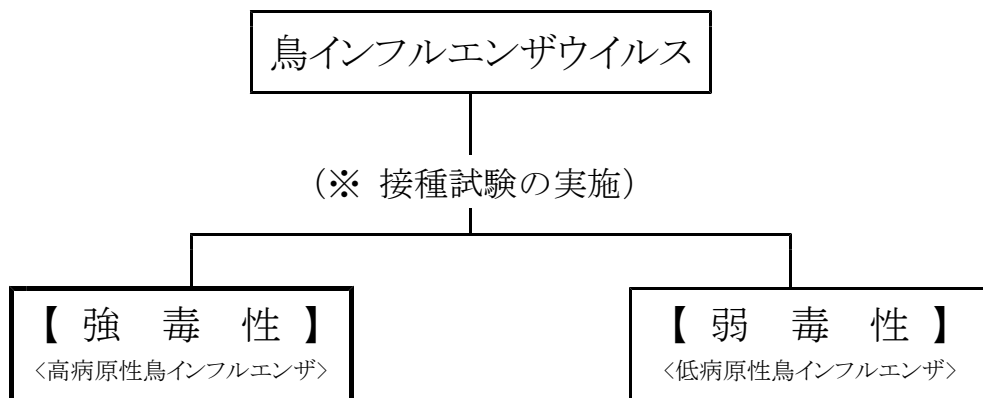 鳥インフルエンザウイルス
(※ 接種試験の実施)
【 強 毒 性 】
<高病原性鳥インフルエンザ>
【 弱 毒 性 】
<低病原性鳥インフルエンザ>